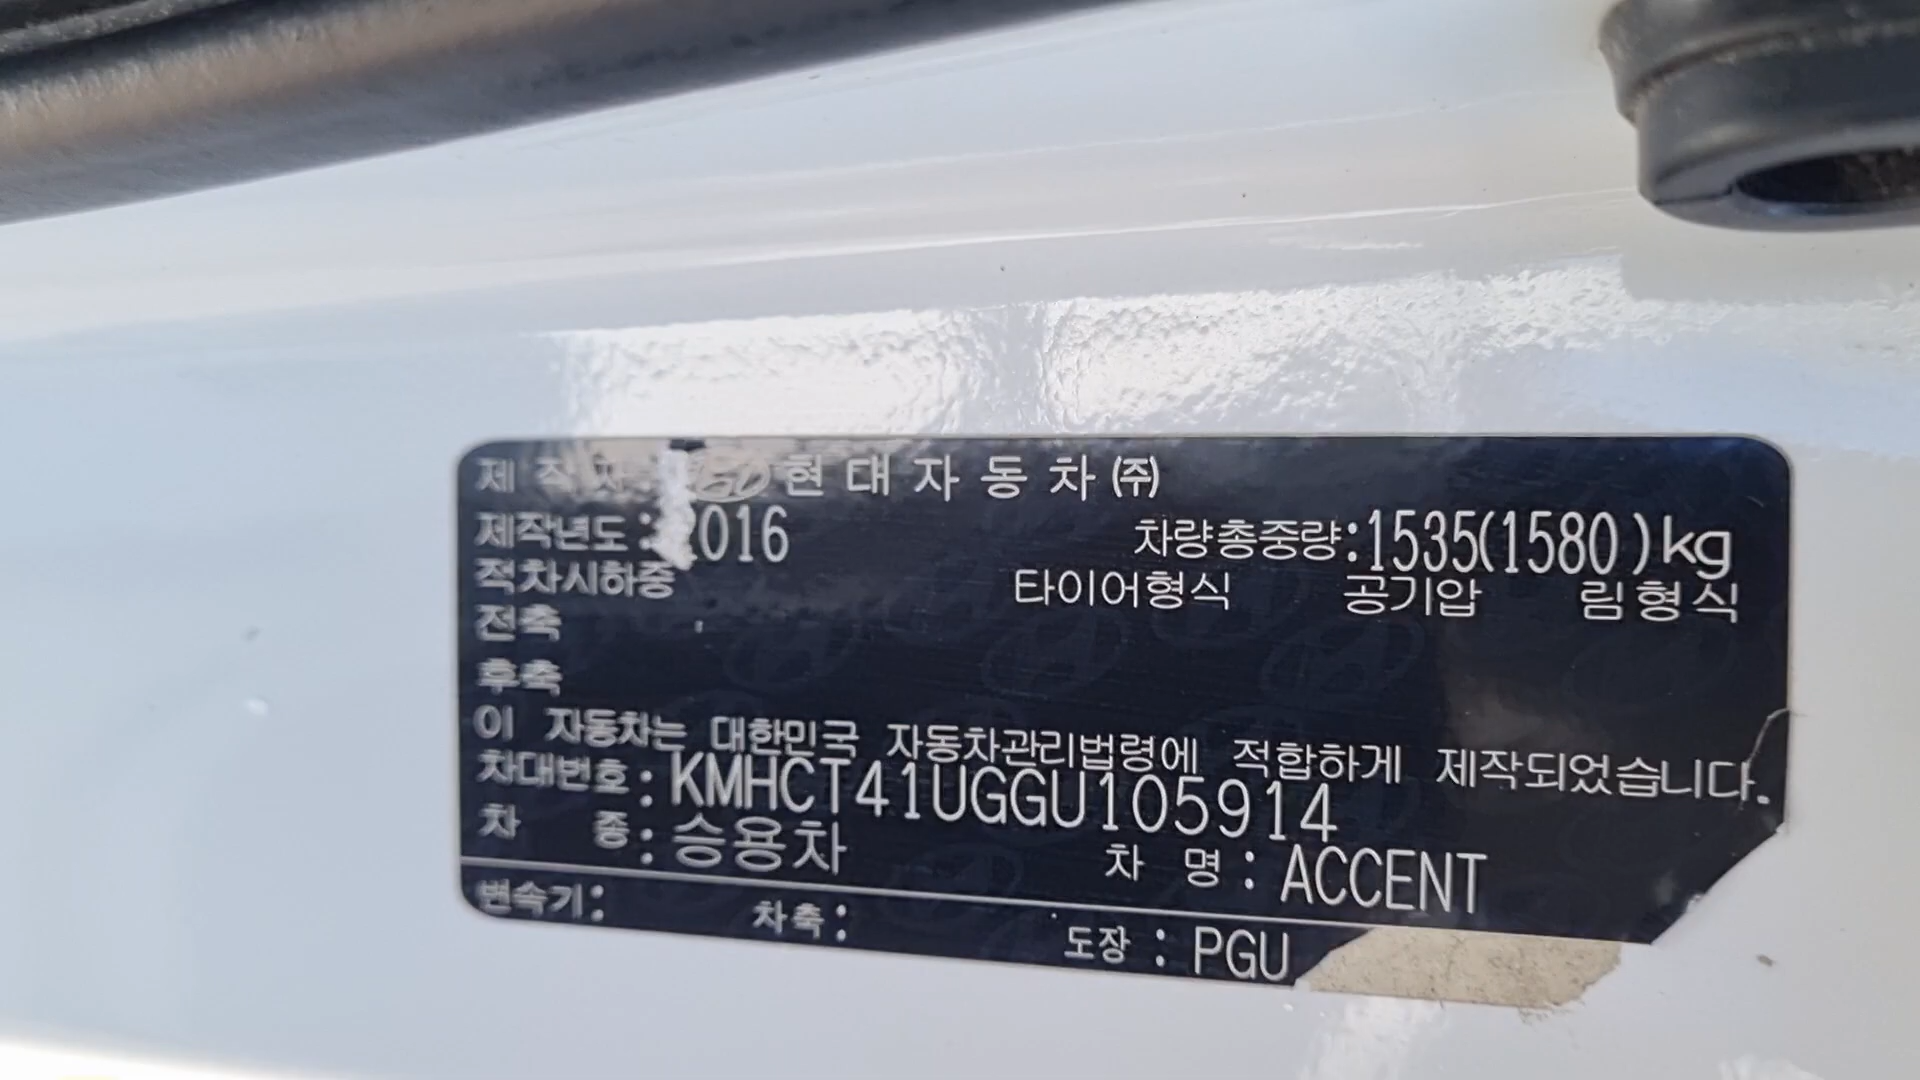 제 작 자 : 현 대 자 동 차 ㈜
제작년도 : 2016 차량총중량 : 1535(1580 ) kg
적차시하중 타이어형식 공기압 림형식
전축
후축
이 자동차는 대한민국 자동차관리법령에 적합하게 제작되었습니다.
차대번호 : KMHCT41UGGU105914
차 종 : 승용차 차 명 : ACCENT
변속기 : 차축 : 도장 : PGU